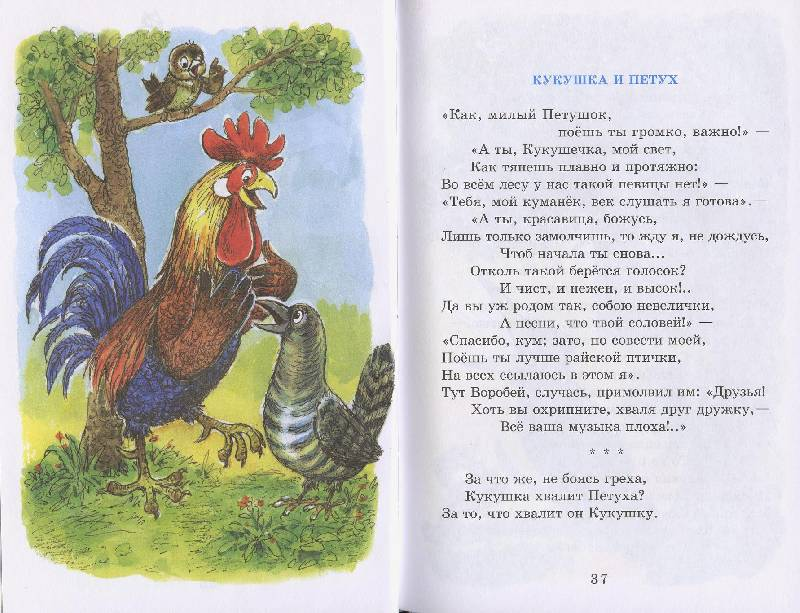 КУКУШКА И ПЕТУХ
«Как, милый Петушок,
поёшь ты громко, важно!» —
«А ты, Кукушечка, мой свет,
Как тянешь плавно и протяжно:
Во всём лесу у нас такой певицы нет!» —
«Тебя, мой куманёк, век слушать я готова». —
«А ты, красавица, божусь,
Лишь только замолчишь, то жду я, не дождусь,
Чтоб начала ты снова...
Отколь такой берётся голосок?
И чист, и нежен, и высок!..
Да вы уж родом так, собою невелички,
А песни, что твой соловей!» —
«Спасибо, кум; зато, по совести моей,
Поёшь ты лучше райской птички,
На всех ссылаюсь в этом я».
Тут Воробей, случась, примолвил им: «Друзья!
Хоть вы охрипните, хваля друг дружку,—
Всё ваша музыка плоха!..»
* * *
За что же, не боясь греха,
Кукушка хвалит Петуха?
За то, что хвалит он Кукушку.
37